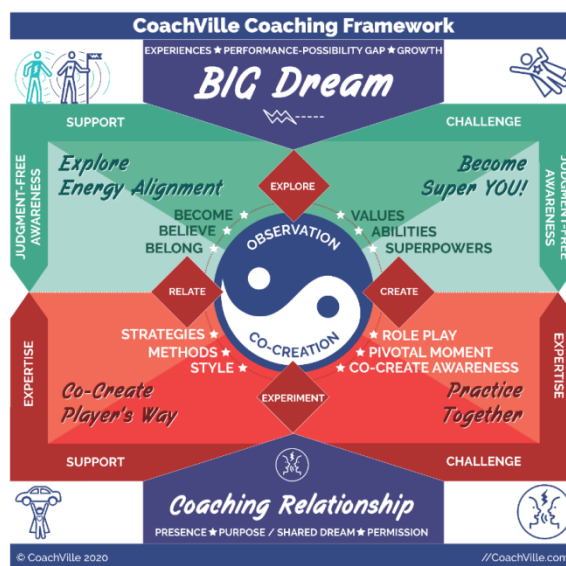 CoachVille Coaching Framework
EXPERIENCES ★ PERFORMANCE-POSSIBILITY GAP ★ GROWTH
BIG Dream
SUPPORT
CHALLENGE
JUDGMENT-FREE
AWARENESS
Explore
Energy Alignment
EXPLORE
Become
Super YOU!
JUDGMENT-FREE
AWARENESS
BECOME ★
BELIEVE ★
BELONG ★
OBSERVATION
★ VALUES
★ ABILITIES
★ SUPERPOWERS
RELATE
CREATE
STRATEGIES ★
METHODS ★
STYLE ★
CO-CREATION
★ ROLE PLAY
★ PIVOTAL MOMENT
★ CO-CREATE AWARENESS
EXPERTISE
Co-Create
Player's Way
EXPERIMENT
Practice
Together
EXPERTISE
SUPPORT
CHALLENGE
Coaching Relationship
PRESENCE ★ PURPOSE / SHARED DREAM ★ PERMISSION
© CoachVille 2020
//CoachVille.com